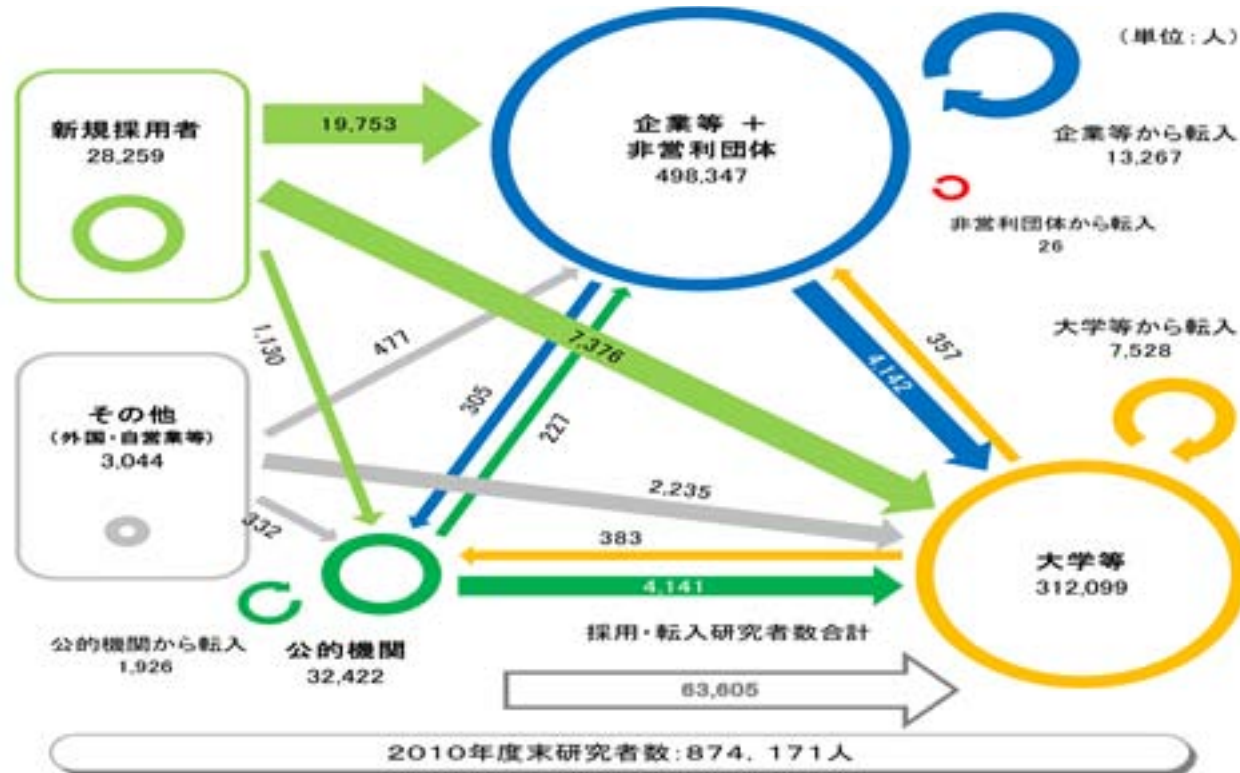 (単位:人)
新規採用者
28,259
19,753
企業等 +
非営利団体
498,347
企業等から転入
13,267
非営利団体から転入
26
1,130
477
7,376
305
227
4,142
357
大学等から転入
7,528
その他
(外国・自営業等)
3,044
332
2,235
383
4,141
大学等
312,099
公的機関から転入
1,926
公的機関
32,422
採用・転入研究者数合計
63,605
2010年度末研究者数:874,171人